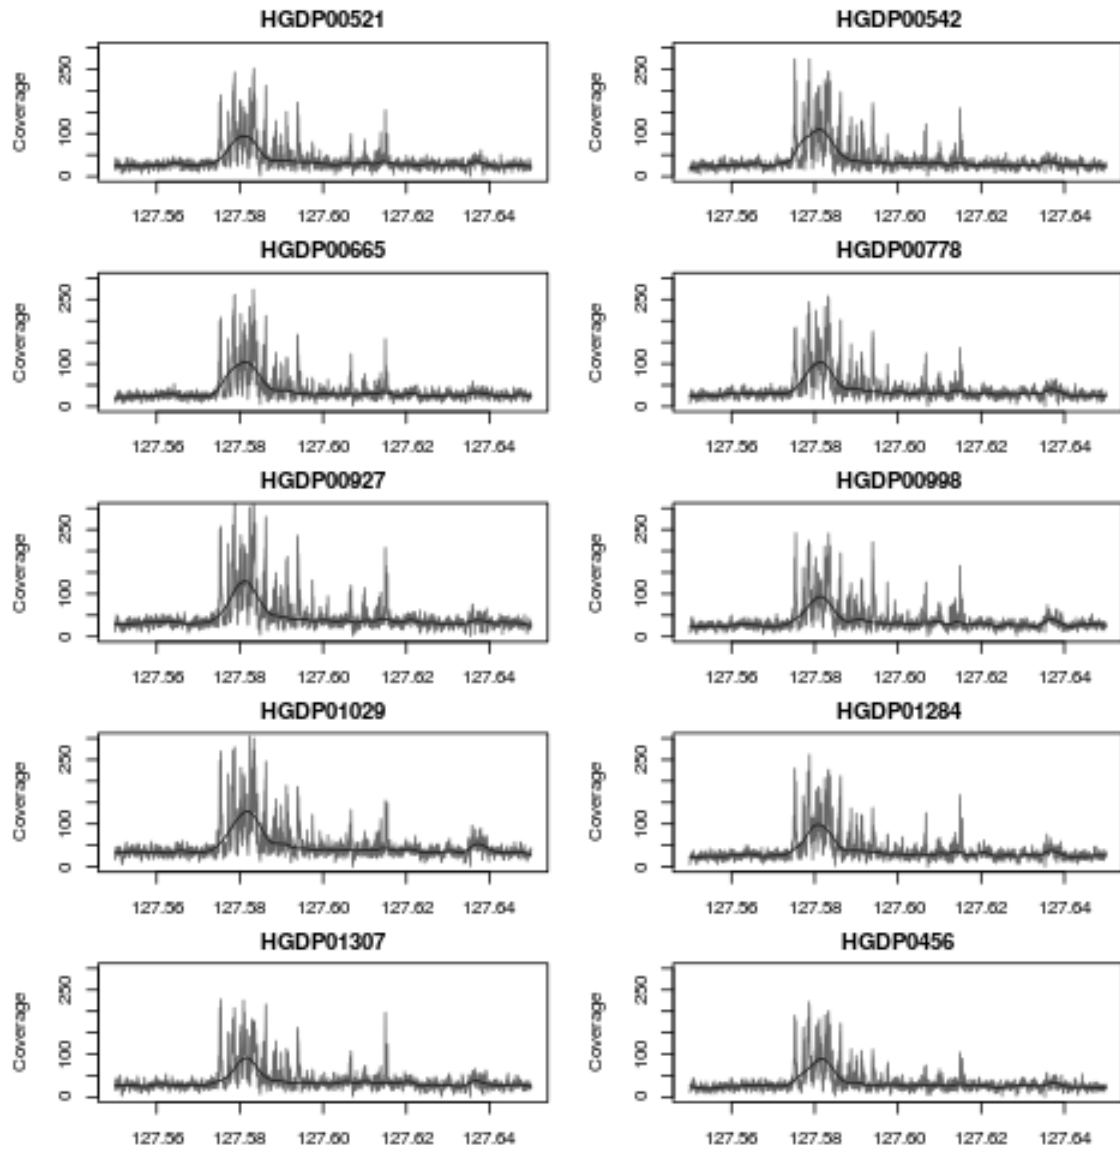 HGDP00521 HGDP00542
Coverage 0 100 250 Coverage 0 100 250
127.56 127.58 127.60 127.62 127.64 127.56 127.58 127.60 127.62 127.64
HGDP00665 HGDP00778
Coverage 0 100 250 Coverage 0 100 250
127.56 127.58 127.60 127.62 127.64 127.56 127.58 127.60 127.62 127.64
HGDP00927 HGDP00998
Coverage 0 100 250 Coverage 0 100 250
127.56 127.58 127.60 127.62 127.64 127.56 127.58 127.60 127.62 127.64
HGDP01029 HGDP01284
Coverage 0 100 250 Coverage 0 100 250
127.56 127.58 127.60 127.62 127.64 127.56 127.58 127.60 127.62 127.64
HGDP01307 HGDP0456
Coverage 0 100 250 Coverage 0 100 250
127.56 127.58 127.60 127.62 127.64 127.56 127.58 127.60 127.62 127.64